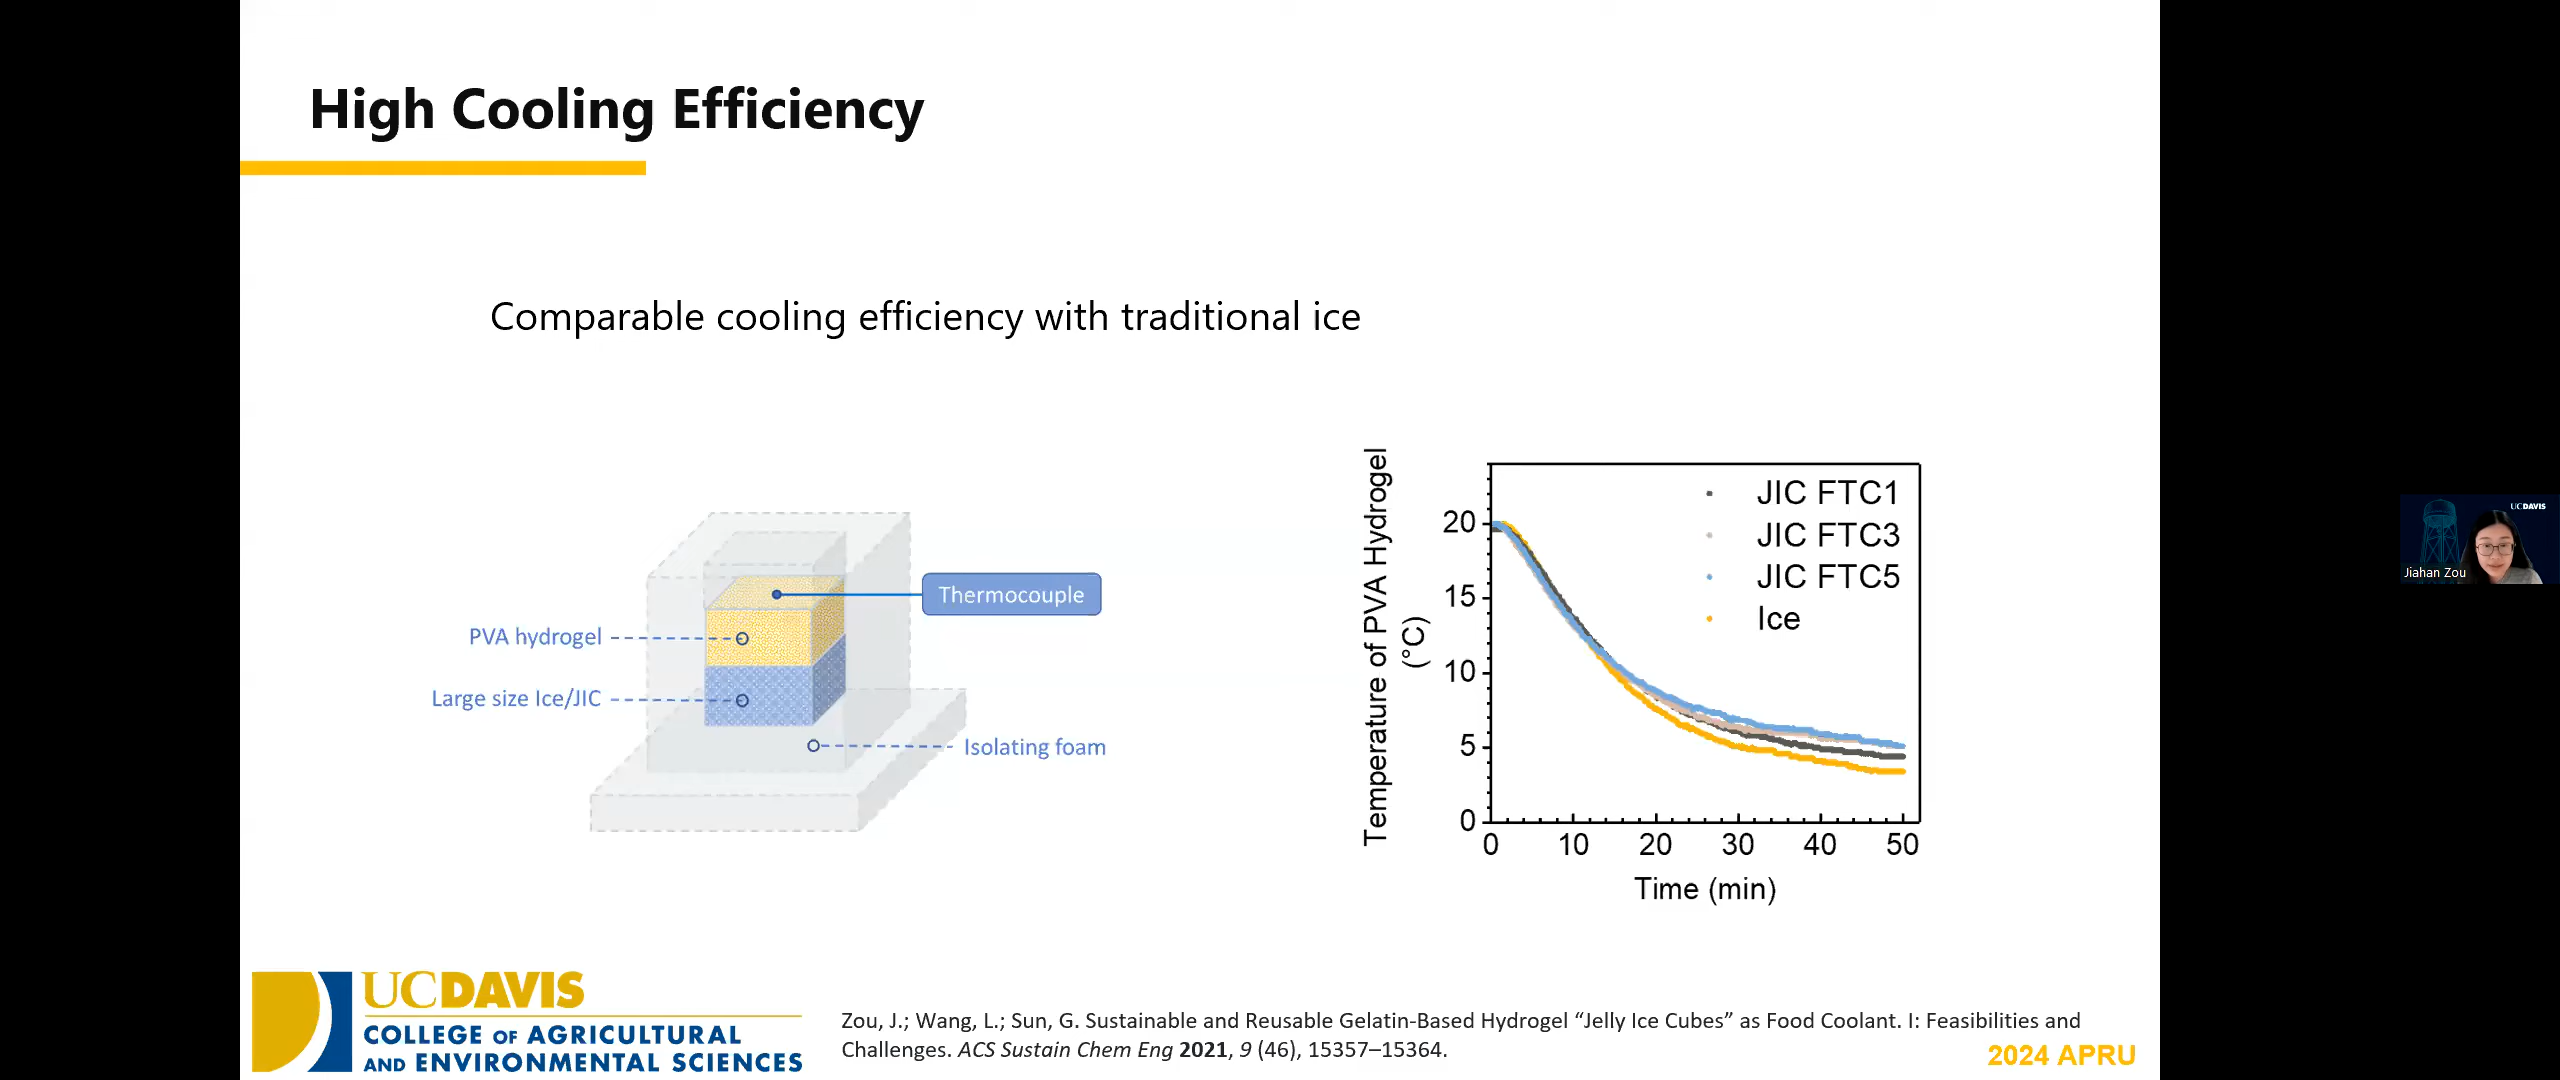 High Cooling Efficiency
Comparable cooling efficiency with traditional ice
Thermocouple
PVA hydrogel
Large size Ice/JIC
Isolating foam
Temperature of PVA Hydrogel
(°C)
JIC FTC1
JIC FTC3
JIC FTC5
Ice
20
15
10
5
0
0 10 20 30 40 50
Time (min)
UCDAVIS
Jiahan Zou
UCDAVIS
COLLEGE OF AGRICULTURAL
AND ENVIRONMENTAL SCIENCES
Zou, J.; Wang, L.; Sun, G. Sustainable and Reusable Gelatin-Based Hydrogel “Jelly Ice Cubes” as Food Coolant. I: Feasibilities and
Challenges. ACS Sustain Chem Eng 2021, 9 (46), 15357–15364.
2024 APRU